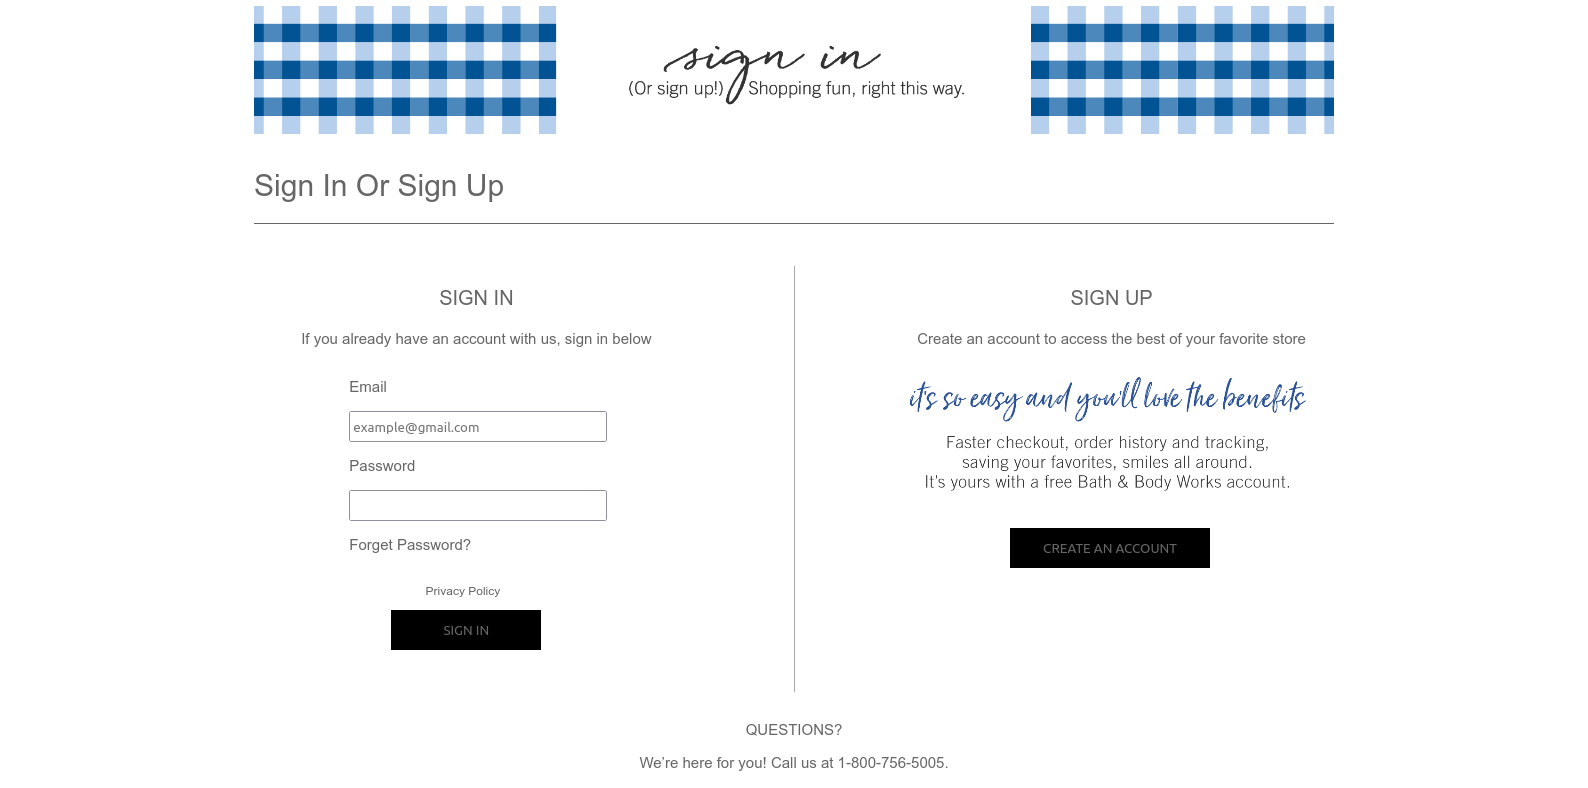 sign in
(Or sign up!) Shopping fun, right this way.
Sign In Or Sign Up
SIGN IN
If you already have an account with us, sign in below
Email
example@gmail.com
Password
Forget Password?
Privacy Policy
SIGN IN
SIGN UP
Create an account to access the best of your favorite store
it's so easy and you'll love the benefits
Faster checkout, order history and tracking,
saving your favorites, smiles all around.
It's yours with a free Bath & Body Works account.
CREATE AN ACCOUNT
QUESTIONS?
We're here for you! Call us at 1-800-756-5005.